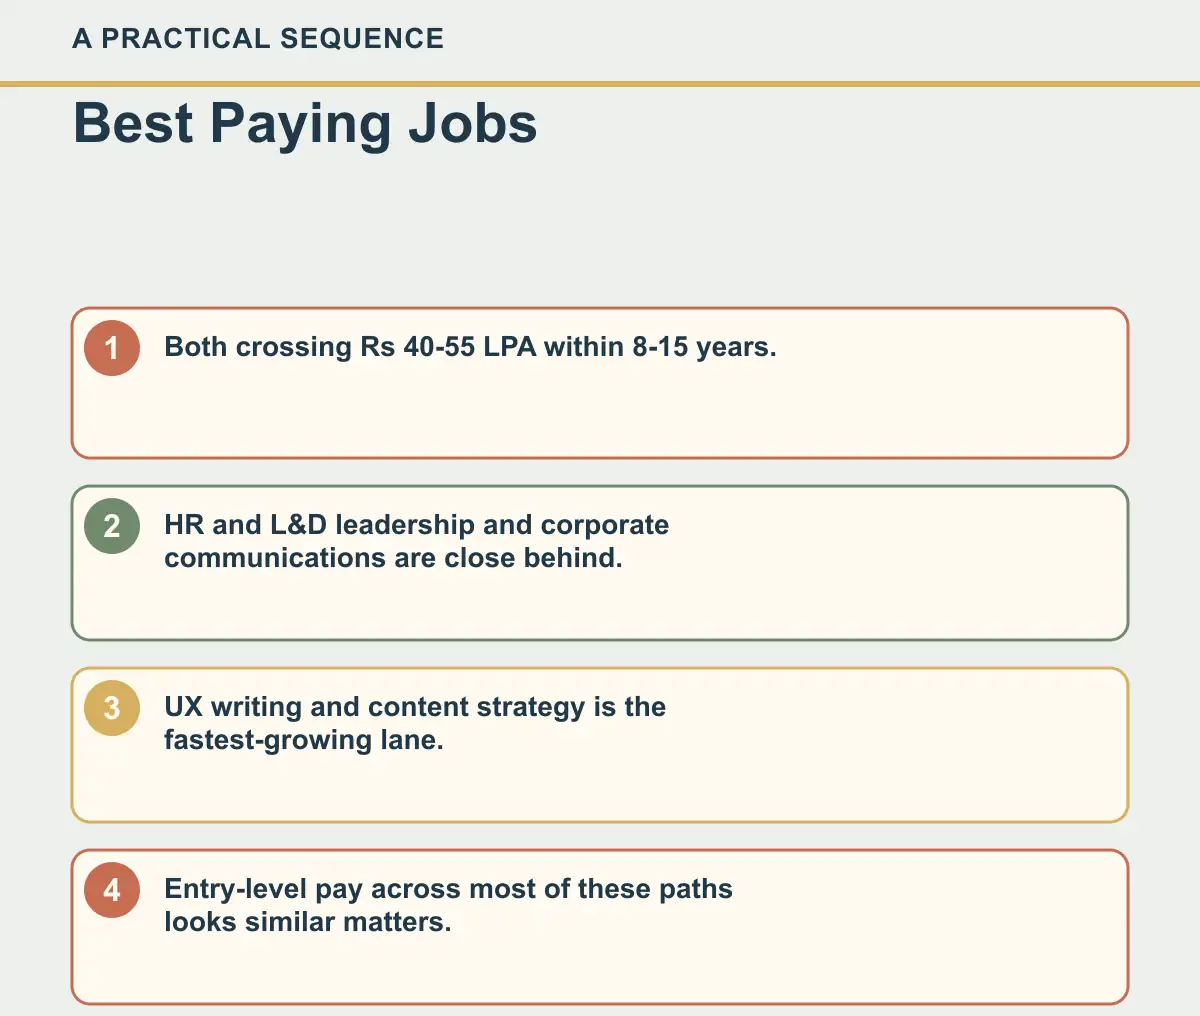 A PRACTICAL SEQUENCE
Best Paying Jobs
1
Both crossing Rs 40-55 LPA within 8-15 years.
2
HR and L&D leadership and corporate
communications are close behind.
3
UX writing and content strategy is the
fastest-growing lane.
4
Entry-level pay across most of these paths
looks similar matters.